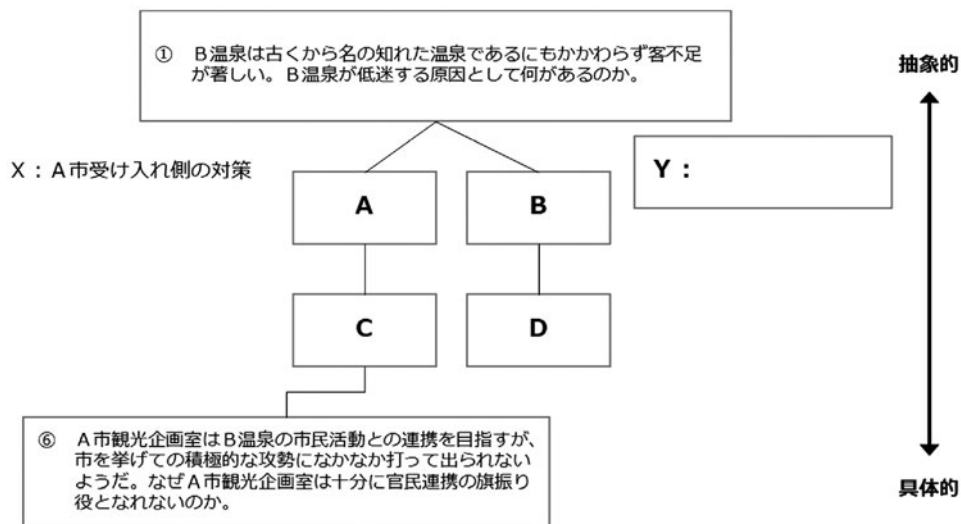 ① B温泉は古くから名の知れた温泉であるにもかかわらず客不足
が著しい。B温泉が低迷する原因として何があるのか。
抽象的
X：A市受け入れ側の対策
Y：
A
B
C
D
⑥ A市観光企画室はB温泉の市民活動との連携を目指すが、
市を挙げての積極的な攻勢になかなか打って出られない
ようだ。なぜA市観光企画室は十分に官民連携の旗振り
役となれないのか。
具体的